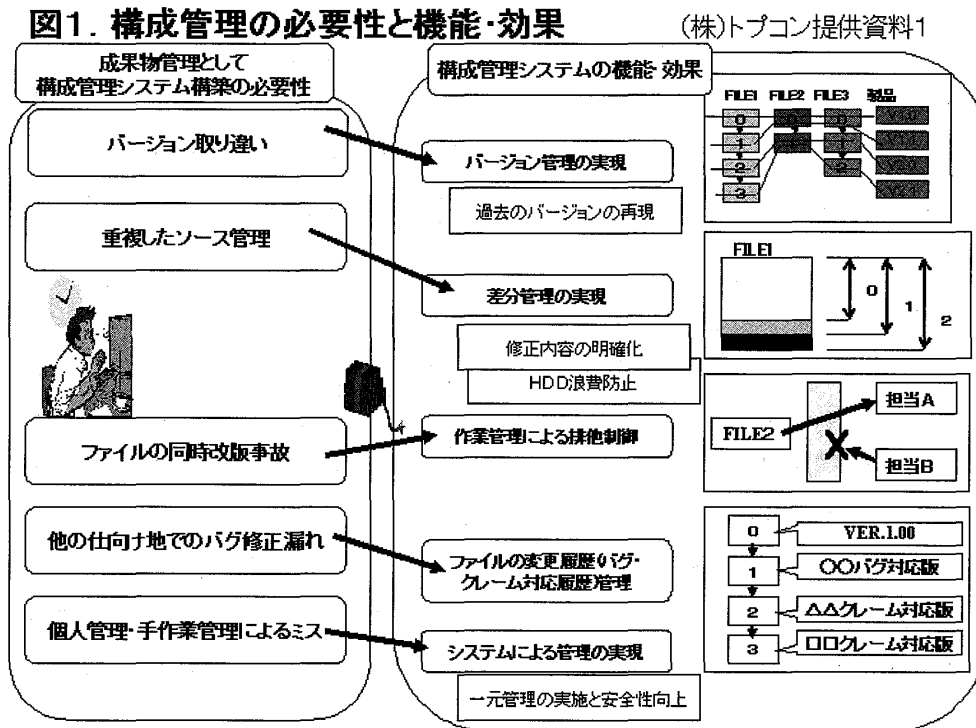 図1. 構成管理の必要性と機能・効果
(株)トプコン提供資料1
成果物管理として
構成管理システム構築の必要性
バージョン取り違い
重複したソース管理
ファイルの同時改版事故
他の仕向け地でのバグ修正漏れ
個人管理・手作業管理によるミス
構成管理システムの機能・効果
バージョン管理の実現
過去のバージョンの再現
差分管理の実現
修正内容の明確化
HDD浪費防止
作業管理による排他制御
ファイルの変更履歴(バグ・
クレーム対応履歴)管理
システムによる管理の実現
一元管理の実施と安全性向上
FILE1 FILE2 FILE3 製品
0 0 0 V1.0
1 1
2 2
3
FILE1
0
1
2
FILE2
担当A
担当B
0 VER.1.00
1 〇〇バグ対応版
2 △△クレーム対応版
3 □□クレーム対応版